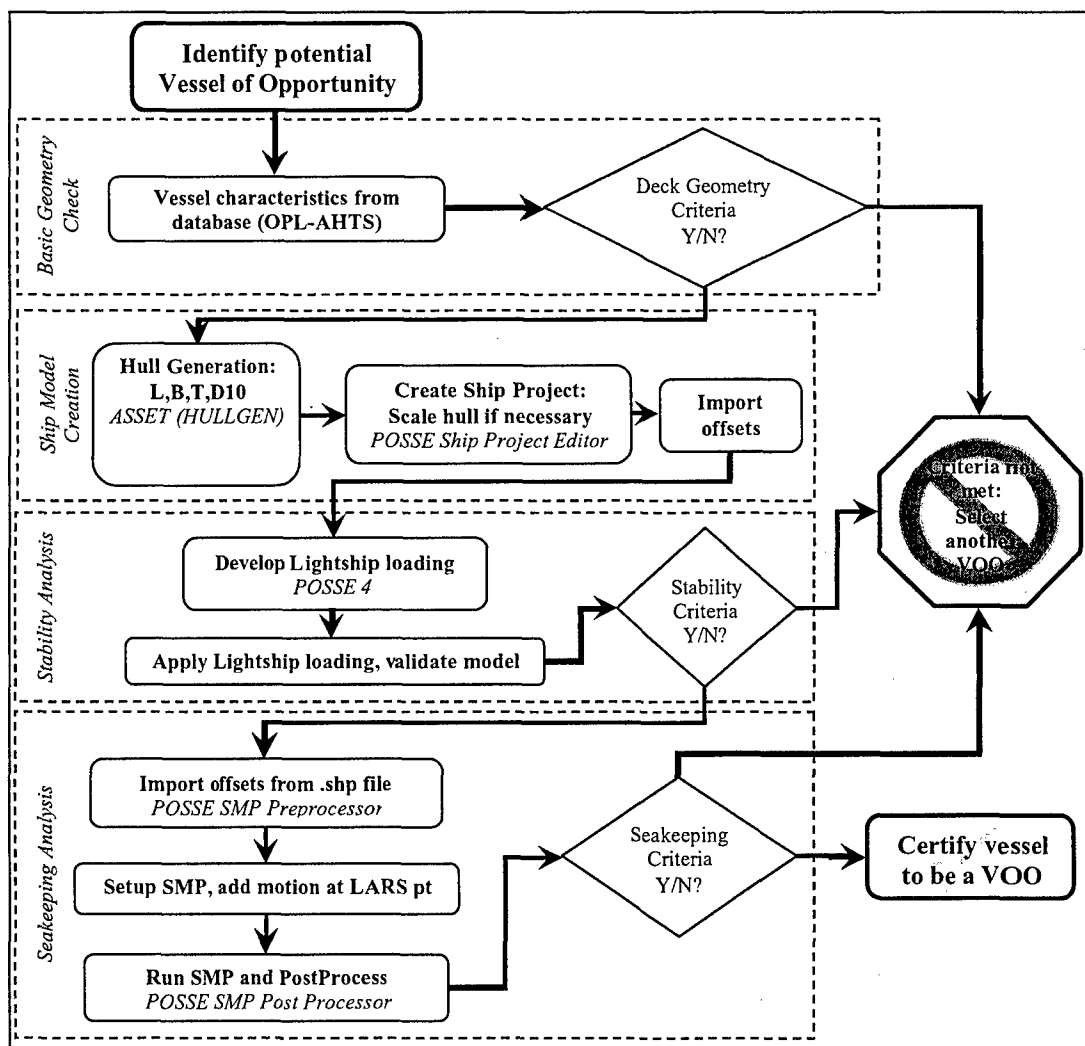 Identify potential
Vessel of Opportunity
Basic Geometry
Check
Vessel characteristics from
database (OPL-AHTS)
Deck Geometry
Criteria
Y/N?
Ship Model
Creation
Hull Generation:
L,B,T,D10
ASSET (HULLGEN)
Create Ship Project:
Scale hull if necessary
POSSE Ship Project Editor
Import
offsets
Criteria not
met:
Select
another
VOO
Stability Analysis
Develop Lightship loading
POSSE 4
Apply Lightship loading, validate model
Stability
Criteria
Y/N?
Seakeeping Analysis
Import offsets from .shp file
POSSE SMP Preprocessor
Setup SMP, add motion at LARS pt
Run SMP and PostProcess
POSSE SMP Post Processor
Seakeeping
Criteria
Y/N?
Certify vessel
to be a VOO